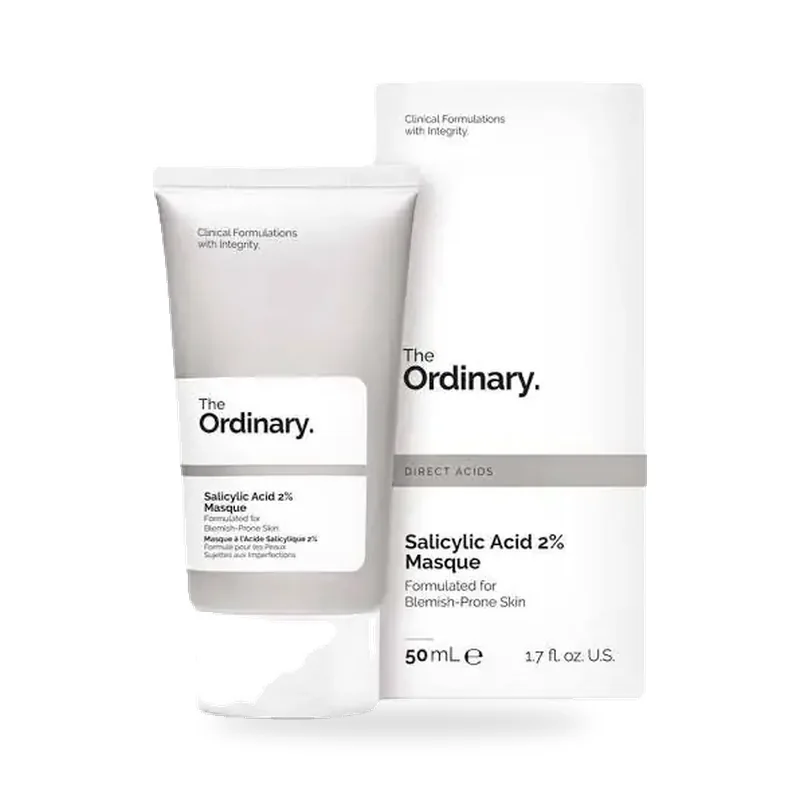 Clinical Formulations
with Integrity.
The
Ordinary.
Salicylic Acid 2%
Masque
Formulated for
Blemish-Prone Skin
Masque à l'Acide Salicylique 2%
Formule pour les Peaux
Sujettes aux Imperfections
Clinical Formulations
with Integrity.
The
Ordinary.
DIRECT ACIDS
Salicylic Acid 2%
Masque
Formulated for
Blemish-Prone Skin
50 mL ℮ 1.7 fl. oz. U.S.